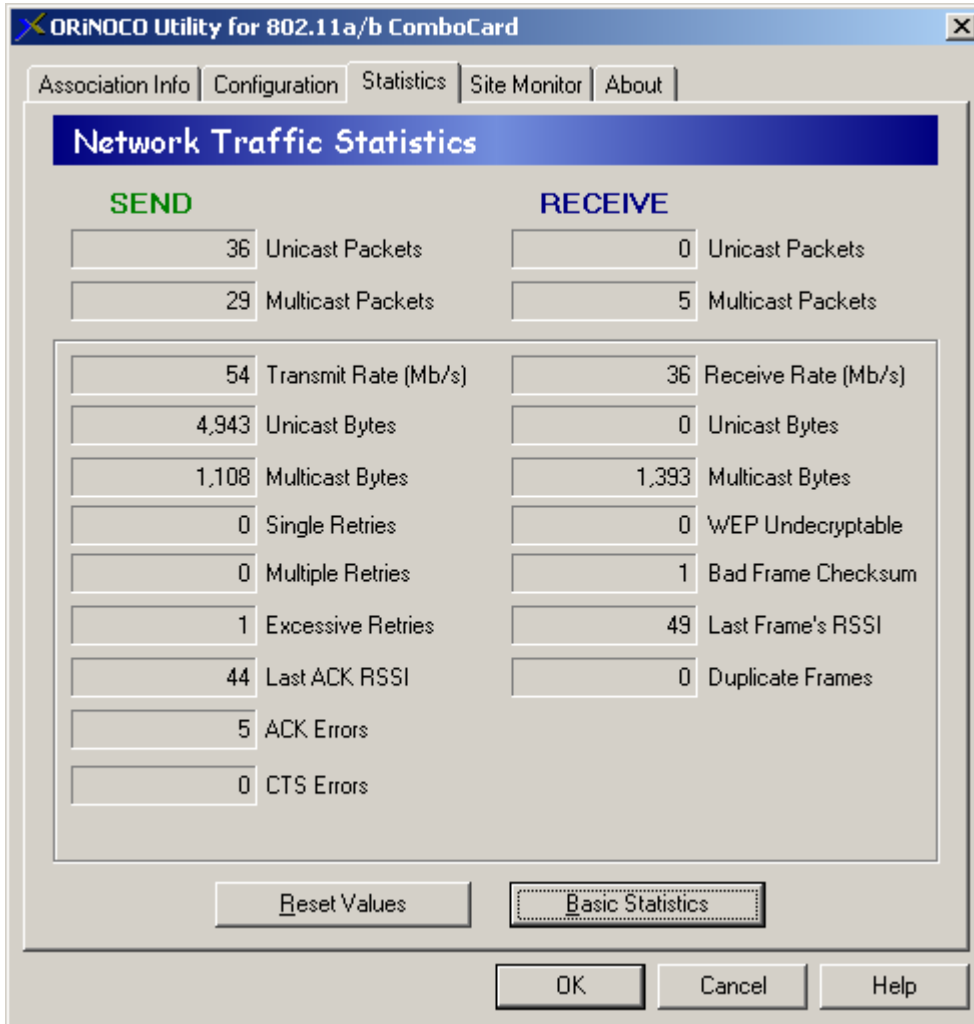 ORiNOCO Utility for 802.11a/b ComboCard
Association Info Configuration Statistics Site Monitor About
Network Traffic Statistics
SEND RECEIVE
36 Unicast Packets 0 Unicast Packets
29 Multicast Packets 5 Multicast Packets
54 Transmit Rate (Mb/s) 36 Receive Rate (Mb/s)
4,943 Unicast Bytes 0 Unicast Bytes
1,108 Multicast Bytes 1,393 Multicast Bytes
0 Single Retries 0 WEP Undecryptable
0 Multiple Retries 1 Bad Frame Checksum
1 Excessive Retries 49 Last Frame's RSSI
44 Last ACK RSSI 0 Duplicate Frames
5 ACK Errors
0 CTS Errors
Reset Values Basic Statistics
OK Cancel Help